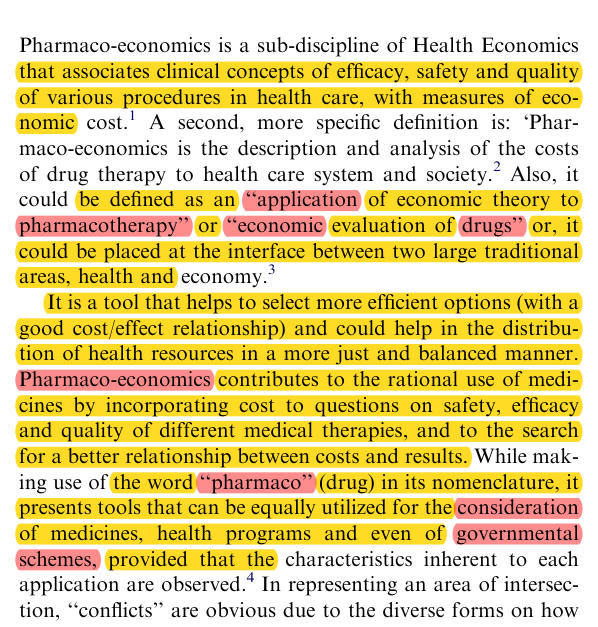 Pharmaco-economics is a sub-discipline of Health Economics
that associates clinical concepts of efficacy, safety and quality
of various procedures in health care, with measures of eco-
nomic cost.1 A second, more specific definition is: ‘Phar-
maco-economics is the description and analysis of the costs
of drug therapy to health care system and society.2 Also, it
could be defined as an “application of economic theory to
pharmacotherapy” or “economic evaluation of drugs” or, it
could be placed at the interface between two large traditional
areas, health and economy.3
It is a tool that helps to select more efficient options (with a
good cost/effect relationship) and could help in the distribu-
tion of health resources in a more just and balanced manner.
Pharmaco-economics contributes to the rational use of medi-
cines by incorporating cost to questions on safety, efficacy
and quality of different medical therapies, and to the search
for a better relationship between costs and results. While mak-
ing use of the word “pharmaco” (drug) in its nomenclature, it
presents tools that can be equally utilized for the consideration
of medicines, health programs and even of governmental
schemes, provided that the characteristics inherent to each
application are observed.4 In representing an area of intersec-
tion, “conflicts” are obvious due to the diverse forms on how